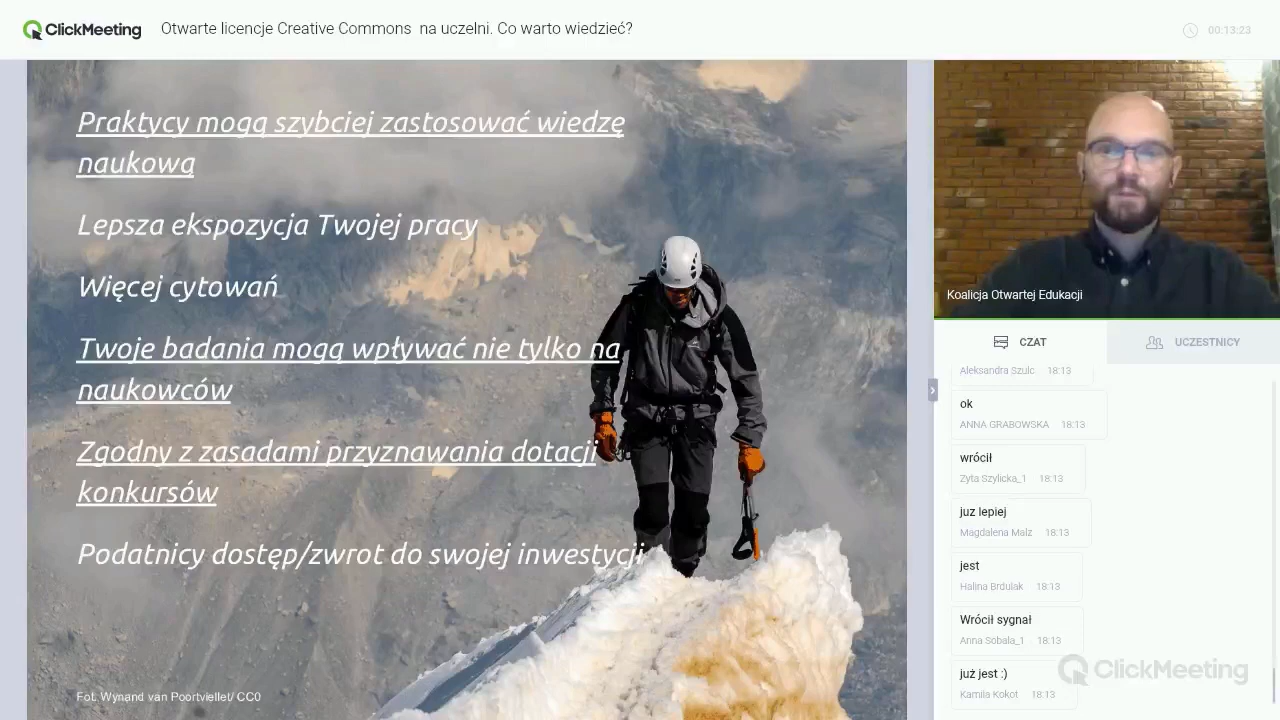 ClickMeeting
Otwarte licencje Creative Commons na uczelni. Co warto wiedzieć?
00:13:23
Praktycy mogą szybciej zastosować wiedzę
naukową
Lepsza ekspozycja Twojej pracy
Więcej cytowań
Twoje badania mogą wpływać nie tylko na
naukowców
Zgodny z zasadami przyznawania dotacji
konkursów
Podatnicy dostęp/zwrot do swojej inwestycji
Fot. Wynand van Poortvliet/ CC0
Koalicja Otwartej Edukacji
CZAT
UCZESTNICY
Aleksandra Szulc 18:13
ok
ANNA GRABOWSKA 18:13
wrócił
Zyta Szylicka_1 18:13
juz lepiej
Magdalena Malz 18:13
jest
Halina Brdulak 18:13
Wrócił sygnał
Anna Sobala_1 18:13
już jest :)
Kamila Kokot 18:13
ClickMeeting